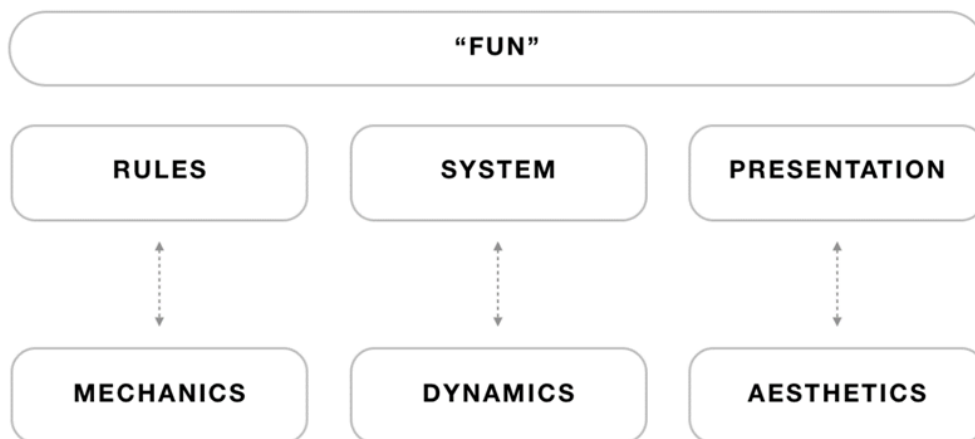 “FUN”
RULES
SYSTEM
PRESENTATION
MECHANICS
DYNAMICS
AESTHETICS